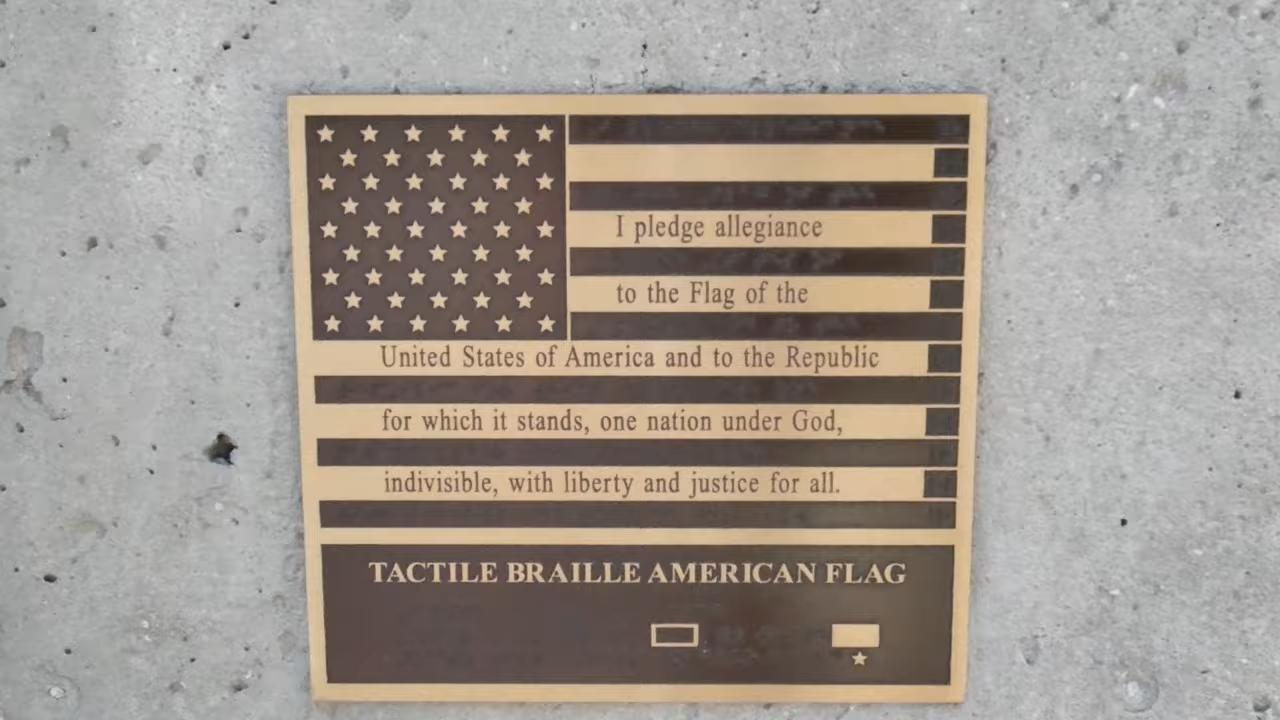 I pledge allegiance
to the Flag of the
United States of America and to the Republic
for which it stands, one nation under God,
indivisible, with liberty and justice for all.
TACTILE BRAILLE AMERICAN FLAG